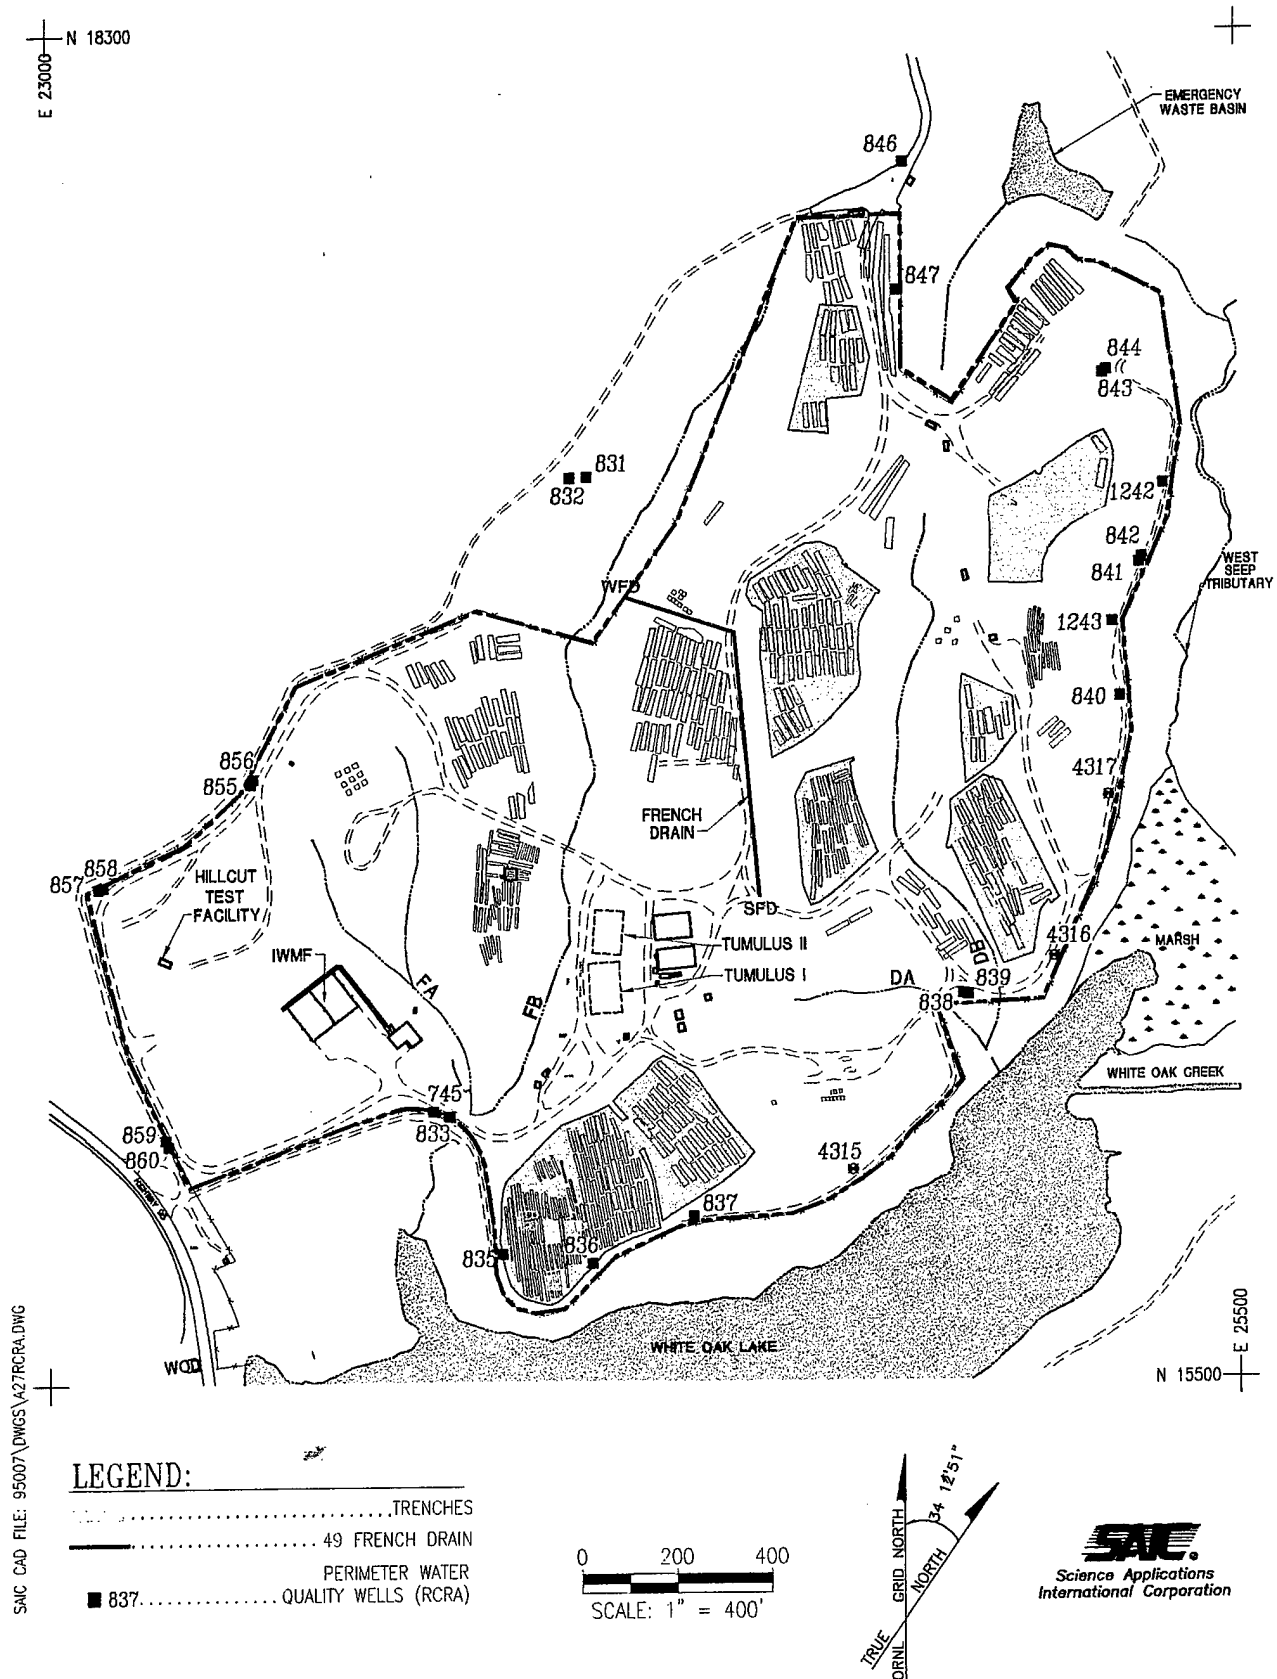 N 18300
E 23000
EMERGENCY
WASTE BASIN
846
847
844
843
831
832
1242
842
841
WEST
SEEP
TRIBUTARY
WFD
1243
840
856
855
4317
FRENCH
DRAIN
858
857
HILLCUT
TEST
FACILITY
SFD
IWMF
TUMULUS II
TUMULUS I
4316
MARSH
FA
FB
DB
DA
839
838
WHITE OAK CREEK
745
833
859
860
4315
837
835
836
WHITE OAK LAKE
WOD
E 25500
N 15500
SAIC CAD FILE: 95007\DWGS\A27RCRA.DWG
LEGEND:
TRENCHES
49 FRENCH DRAIN
PERIMETER WATER
837 QUALITY WELLS (RCRA)
0 200 400
SCALE: 1" = 400'
34 12'51"
ORNL GRID NORTH
TRUE NORTH
SAIC
Science Applications
International Corporation